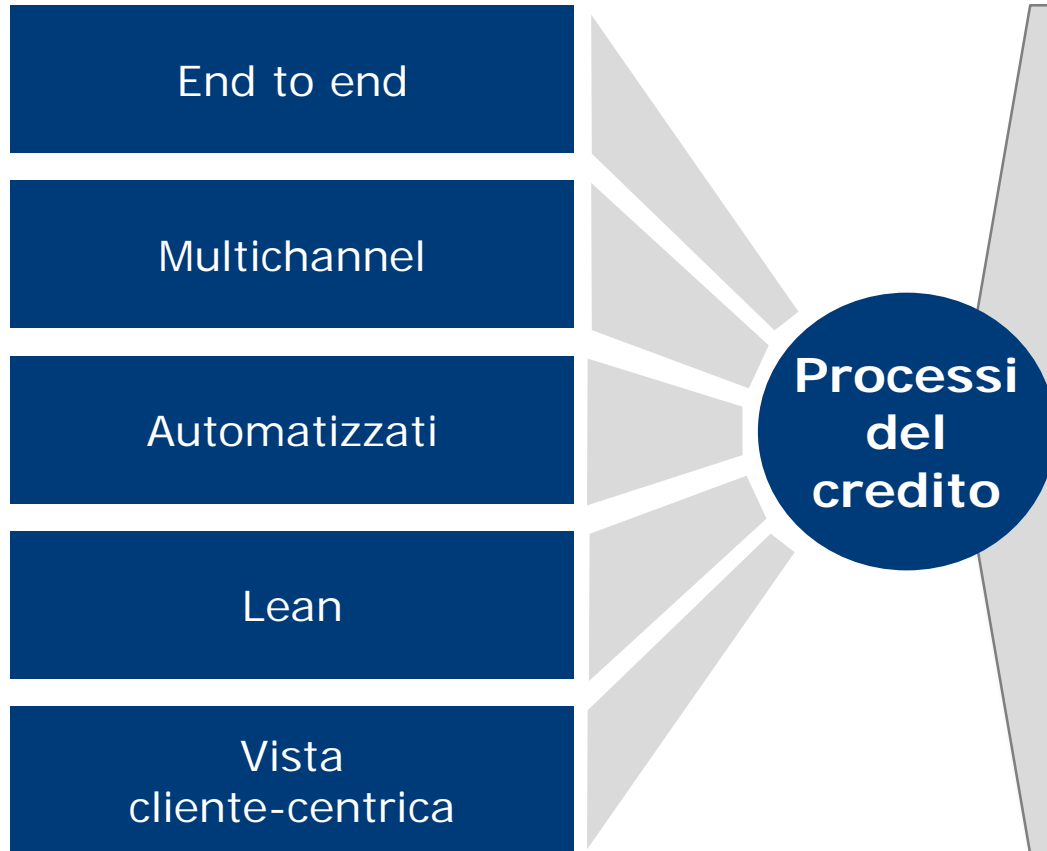 End to end
Multichannel
Automatizzati
Lean
Vista
cliente-centrica
Processi
del
credito